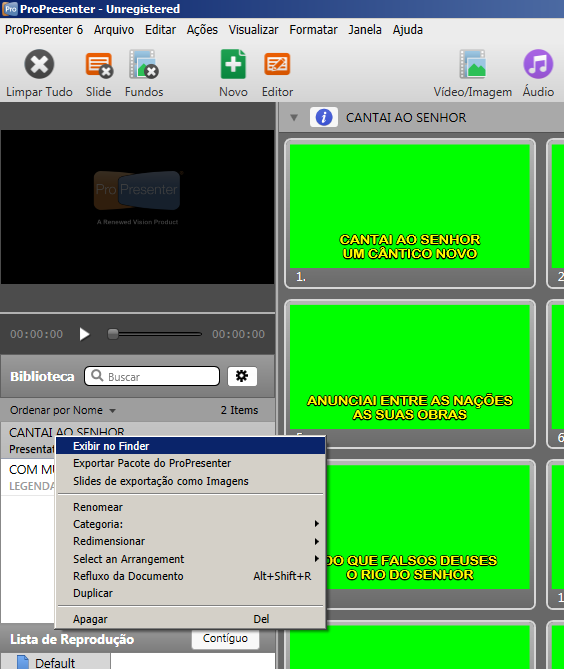 ProPresenter - Unregistered
ProPresenter 6 Arquivo Editar Ações Visualizar Formatar Janela Ajuda
Limpar Tudo Slide Fundos Novo Editor Vídeo/Imagem Áudio
CANTAI AO SENHOR
ProPresenter
A Renewed Vision Product
CANTAI AO SENHOR
UM CÂNTICO NOVO
1.
2
00:00:00 00:00:00
Biblioteca Buscar
Ordenar por Nome 2 Items
ANUNCIAI ENTRE AS NAÇÕES
AS SUAS OBRAS
5.
6
CANTAI AO SENHOR
Presentat
COM MU
LEGENDA
Exibir no Finder
Exportar Pacote do ProPresenter
Slides de exportação como Imagens
Renomear
Categoria:
Redimensionar
Select an Arrangement
Refluxo da Documento Alt+Shift+R
Duplicar
Apagar Del
DO QUE FALSOS DEUSES
O RIO DO SENHOR
1
Lista de Reprodução Contíguo
Default